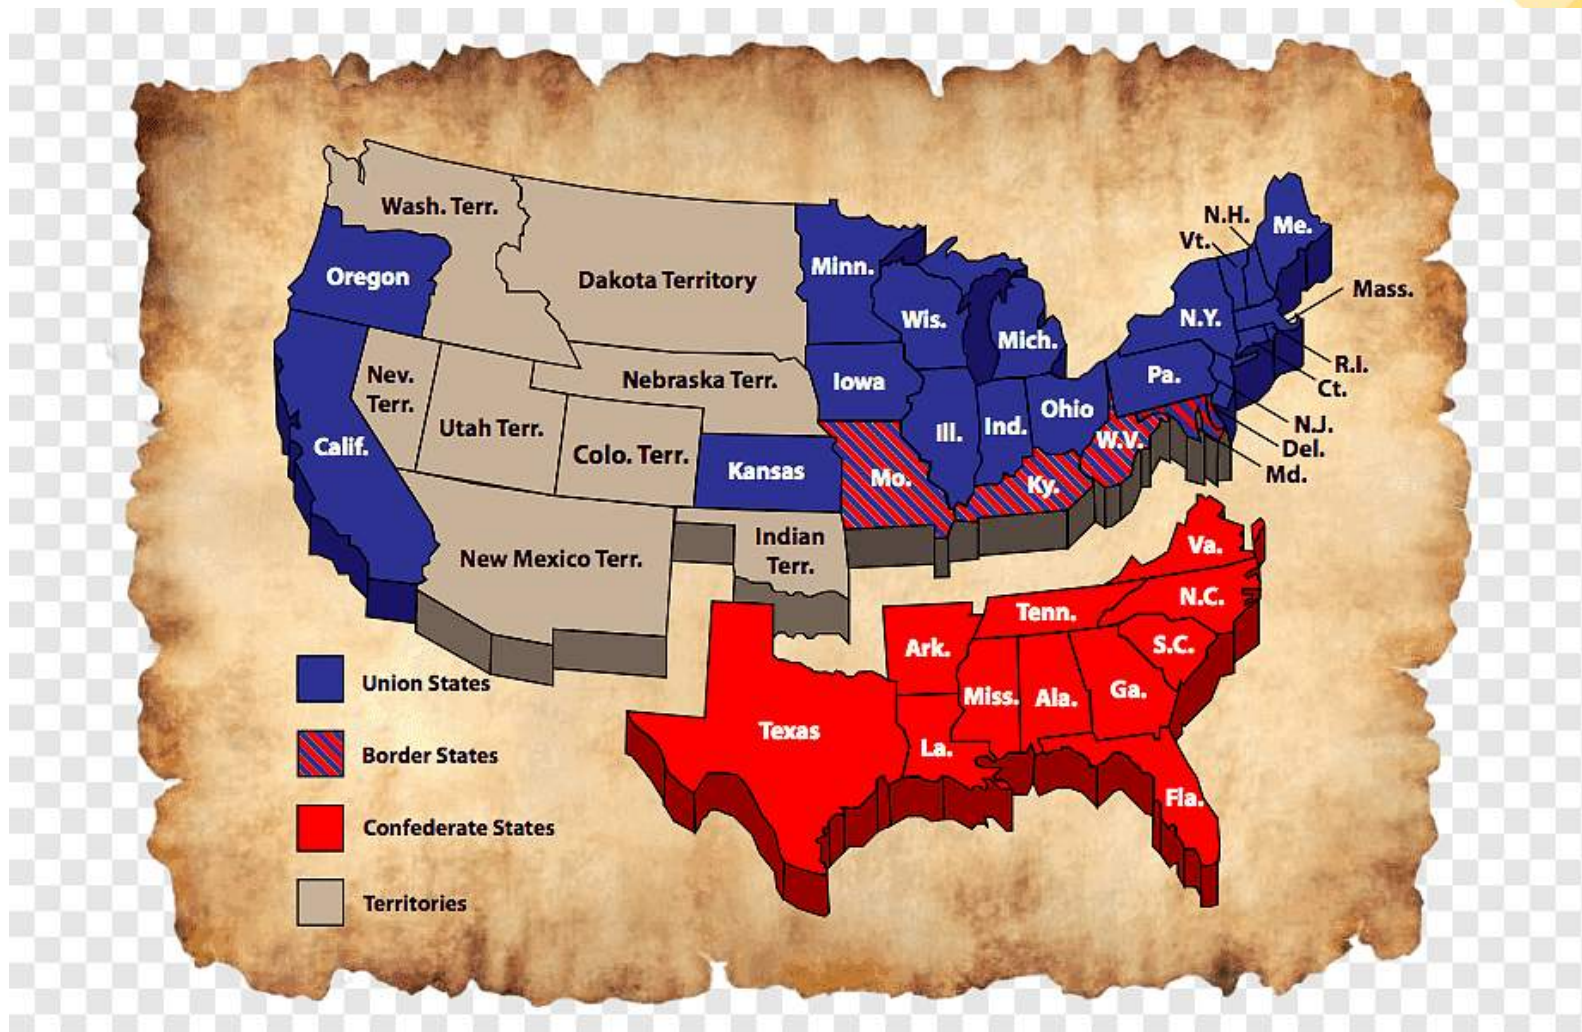 Wash. Terr.
Oregon
Dakota Territory
Minn.
N.H.
Vt.
Me.
Mass.
Wis.
Mich.
N.Y.
R.I.
Ct.
Nev.
Terr.
Nebraska Terr.
Iowa
Pa.
N.J.
Del.
Md.
Utah Terr.
Colo. Terr.
Calif.
Kansas
Ill.
Ind.
Ohio
W.V.
Mo.
Ky.
New Mexico Terr.
Indian
Terr.
Va.
N.C.
Tenn.
S.C.
Ark.
Miss.
Ala.
Ga.
Texas
La.
Fla.
Union States
Border States
Confederate States
Territories